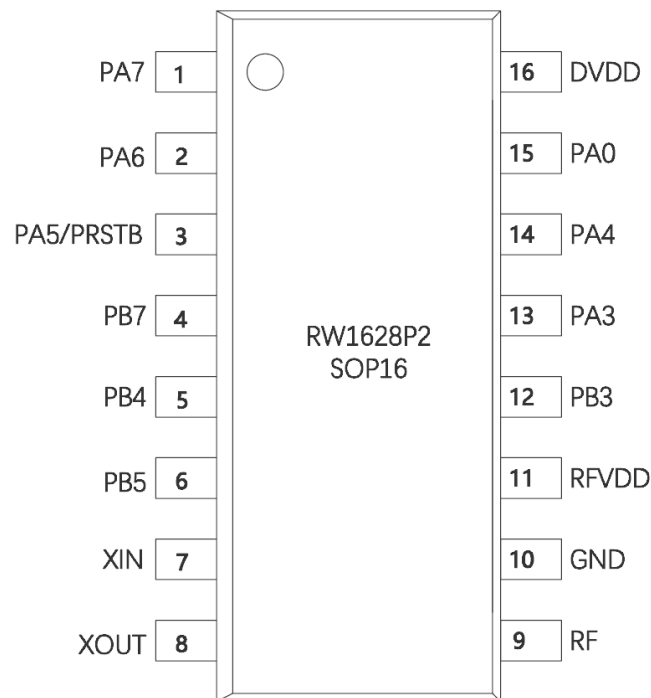 PA7 1 16 DVDD
PA6 2 15 PA0
PA5/PRSTB 3 14 PA4
PB7 4 13 PA3
RW1628P2
SOP16
PB4 5 12 PB3
PB5 6 11 RFVDD
XIN 7 10 GND
XOUT 8 9 RF